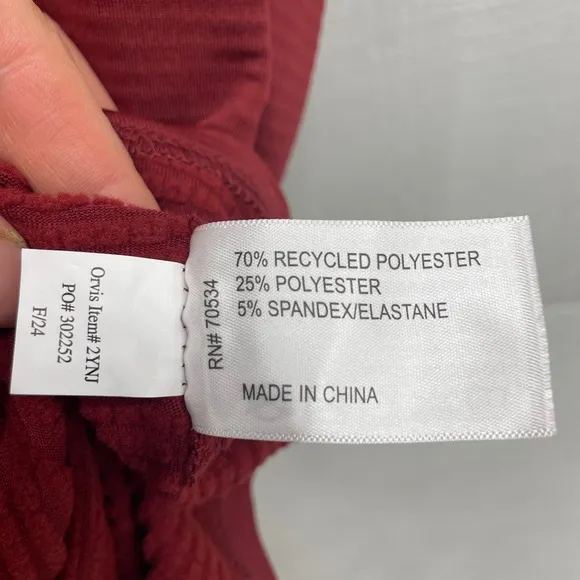 Orvis Item# 2YNJ
PO# 302252
F/24
RN# 70534
70% RECYCLED POLYESTER
25% POLYESTER
5% SPANDEX/ELASTANE
MADE IN CHINA